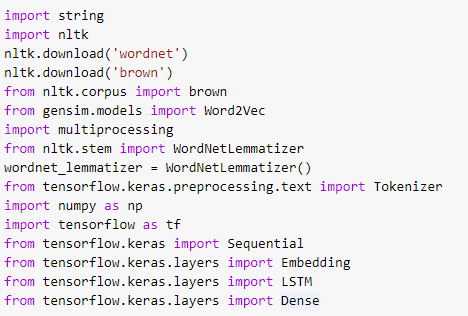 import string
import nltk
nltk.download('wordnet')
nltk.download('brown')
from nltk.corpus import brown
from gensim.models import Word2Vec
import multiprocessing
from nltk.stem import WordNetLemmatizer
wordnet_lemmatizer = WordNetLemmatizer()
from tensorflow.keras.preprocessing.text import Tokenizer
import numpy as np
import tensorflow as tf
from tensorflow.keras import Sequential
from tensorflow.keras.layers import Embedding
from tensorflow.keras.layers import LSTM
from tensorflow.keras.layers import Dense